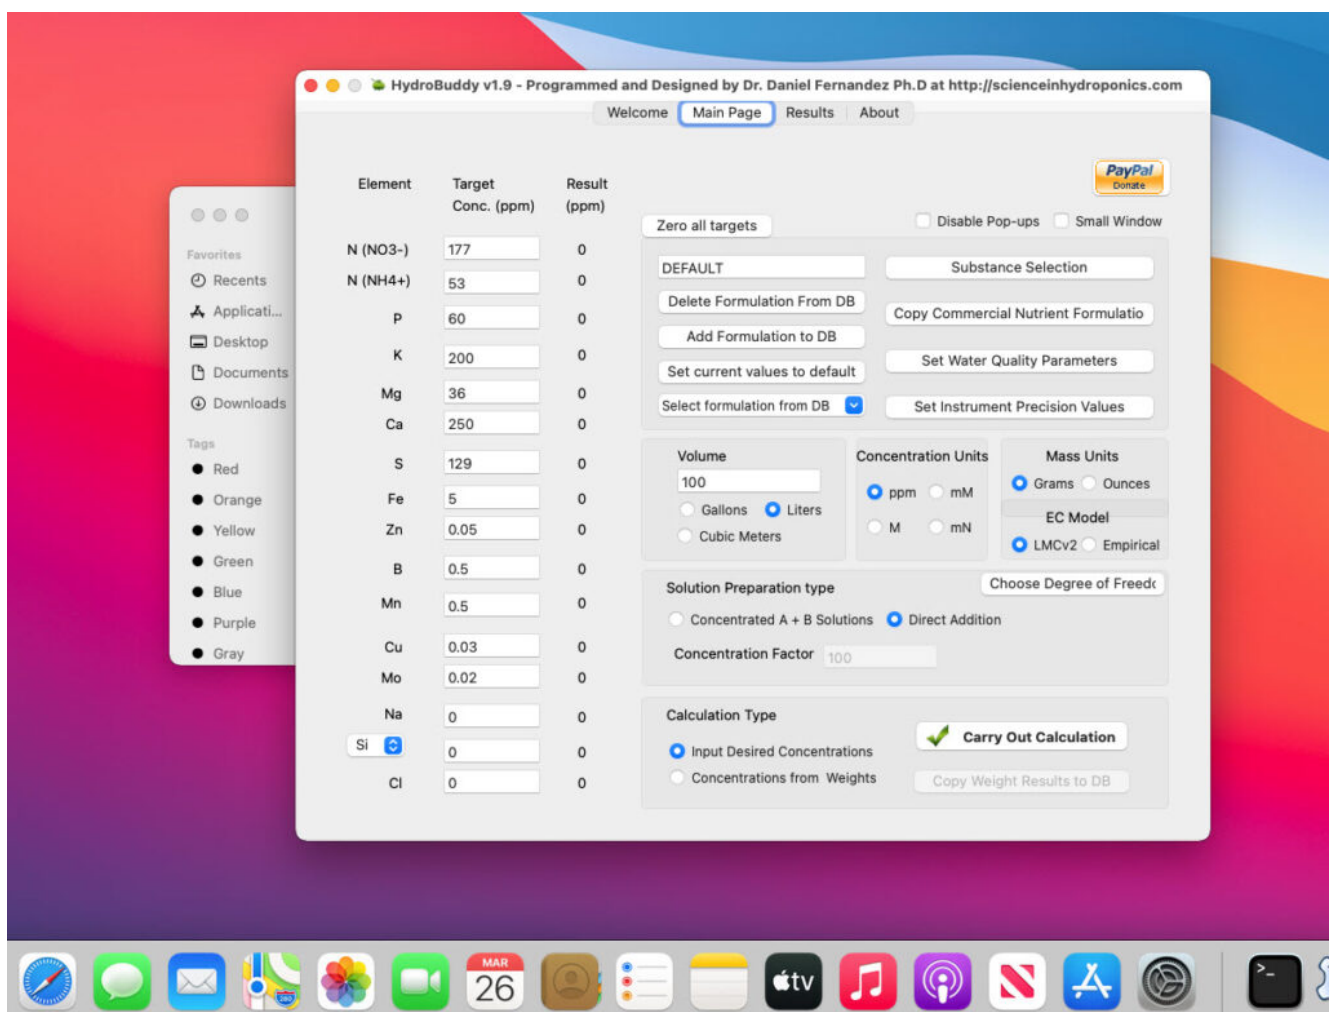 HydroBuddy v1.9 - Programmed and Designed by Dr. Daniel Fernandez Ph.D at http://scienceinhydroponics.com
Welcome Main Page Results About
PayPal
Donate
Element Target Result
Conc. (ppm) (ppm)
Zero all targets
Disable Pop-ups Small Window
N (NO3-) 177 0
N (NH4+) 53 0
P 60 0
K 200 0
Mg 36 0
Ca 250 0
S 129 0
Fe 5 0
Zn 0.05 0
B 0.5 0
Mn 0.5 0
Cu 0.03 0
Mo 0.02 0
Na 0 0
Si 0 0
Cl 0 0
DEFAULT
Delete Formulation From DB
Add Formulation to DB
Set current values to default
Select formulation from DB
Substance Selection
Copy Commercial Nutrient Formulatio
Set Water Quality Parameters
Set Instrument Precision Values
Volume
100
Gallons Liters
Cubic Meters
Concentration Units
ppm mM
M mN
Mass Units
Grams Ounces
EC Model
LMCv2 Empirical
Solution Preparation type
Choose Degree of Freedo
Concentrated A + B Solutions Direct Addition
Concentration Factor 100
Calculation Type
Input Desired Concentrations
Concentrations from Weights
Carry Out Calculation
Copy Weight Results to DB
Favorites
Recents
Applicati...
Desktop
Documents
Downloads
Tags
Red
Orange
Yellow
Green
Blue
Purple
Gray
280
MAR
26
tv
>_